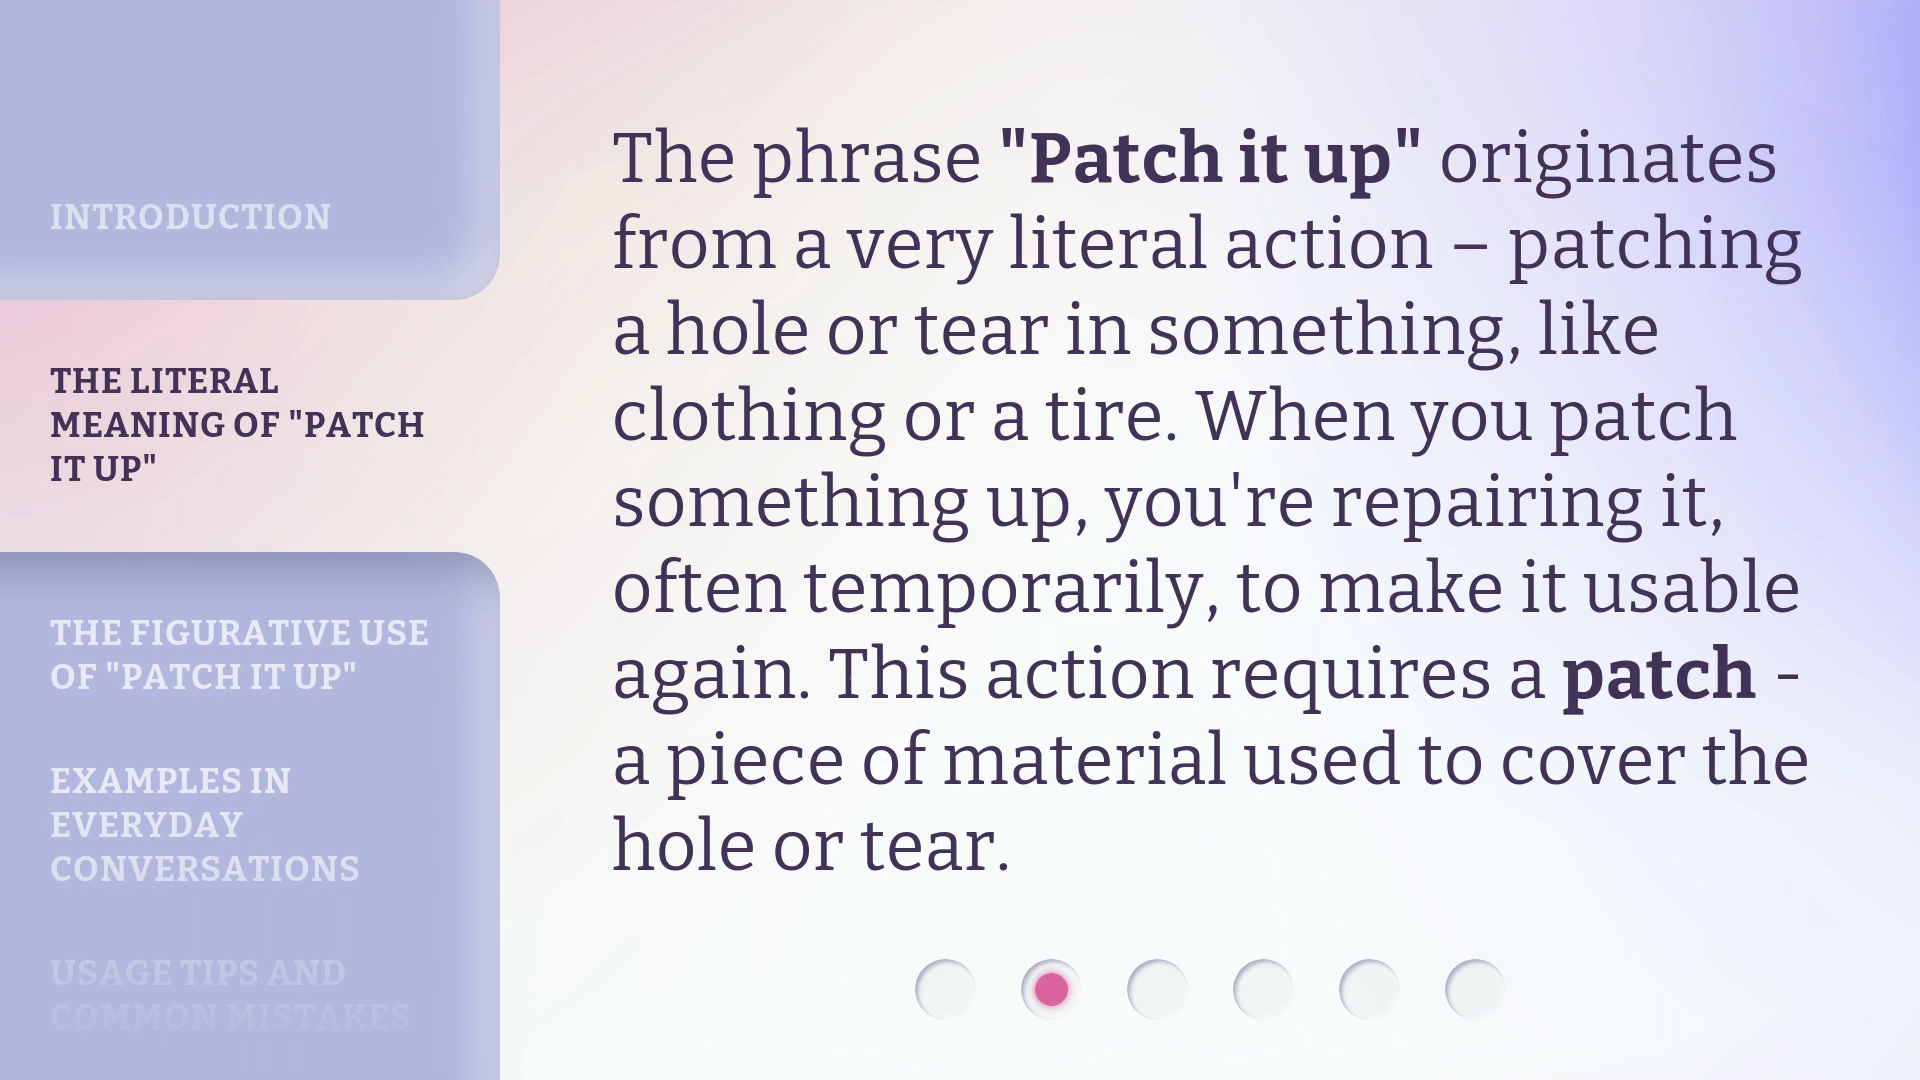 INTRODUCTION
THE LITERAL
MEANING OF "PATCH
IT UP"
THE FIGURATIVE USE
OF "PATCH IT UP"
EXAMPLES IN
EVERYDAY
CONVERSATIONS
USAGE TIPS AND
COMMON MISTAKES
The phrase "Patch it up" originates
from a very literal action – patching
a hole or tear in something, like
clothing or a tire. When you patch
something up, you're repairing it,
often temporarily, to make it usable
again. This action requires a patch -
a piece of material used to cover the
hole or tear.